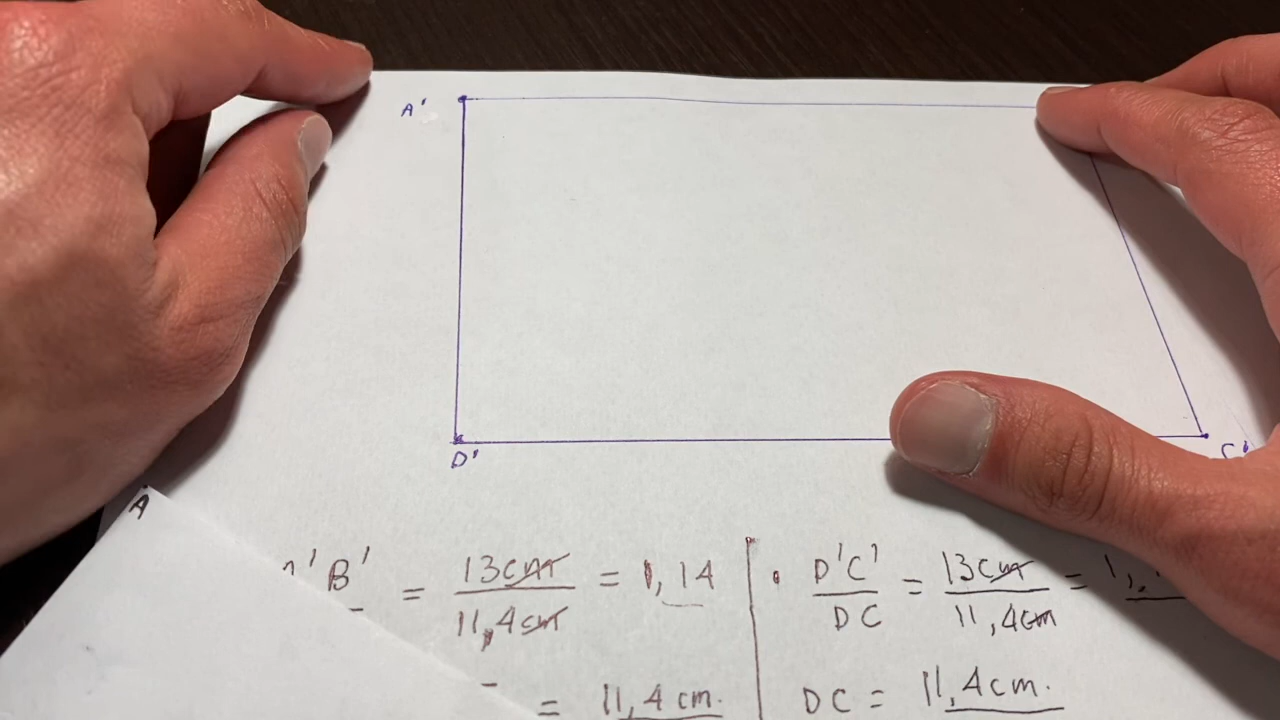 A'
D' C'
A
'B' = 13cm / 11,4cm = 1,14 | • D'C' / DC = 13cm / 11,4cm =
= 11,4 cm. | DC = 11,4cm.